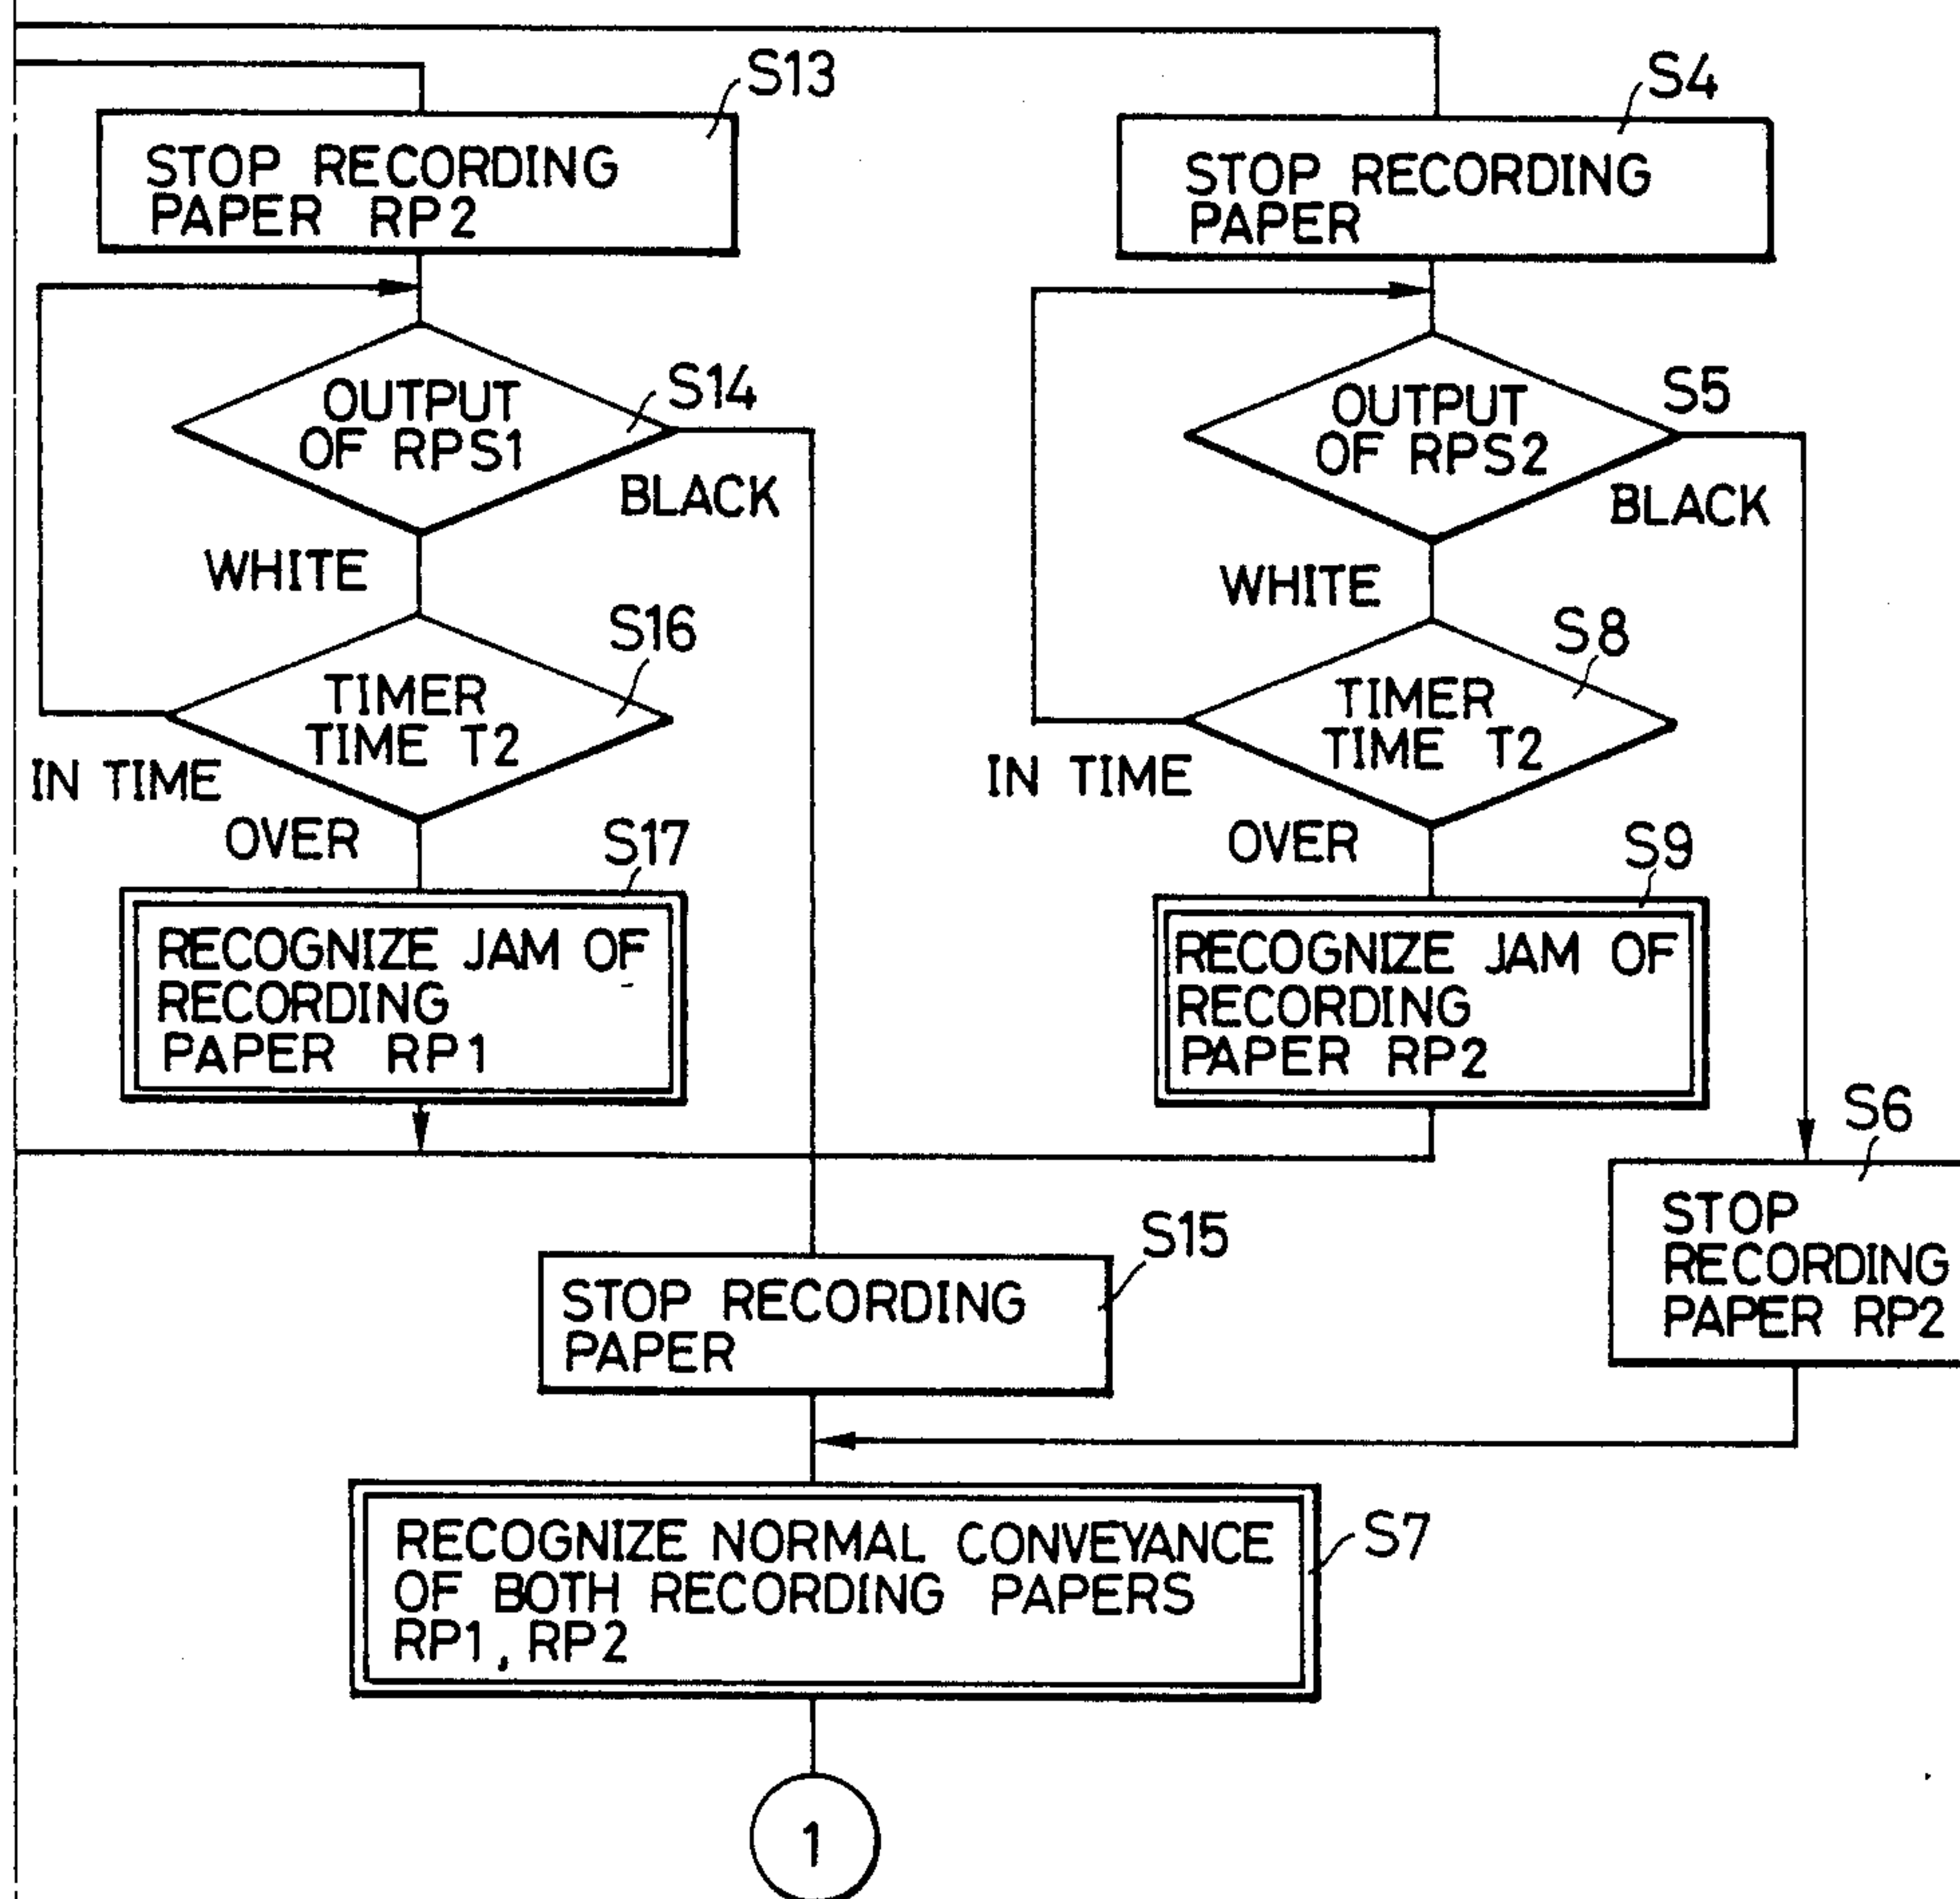 S13
STOP RECORDING
PAPER RP2
S14
OUTPUT
OF RPS1
BLACK
WHITE
S16
TIMER
TIME T2
IN TIME
OVER
S17
RECOGNIZE JAM OF
RECORDING
PAPER RP1
S4
STOP RECORDING
PAPER
S5
OUTPUT
OF RPS2
BLACK
WHITE
S8
TIMER
TIME T2
IN TIME
OVER
S9
RECOGNIZE JAM OF
RECORDING
PAPER RP2
S6
STOP
RECORDING
PAPER RP2
S15
STOP RECORDING
PAPER
S7
RECOGNIZE NORMAL CONVEYANCE
OF BOTH RECORDING PAPERS
RP1, RP2
1